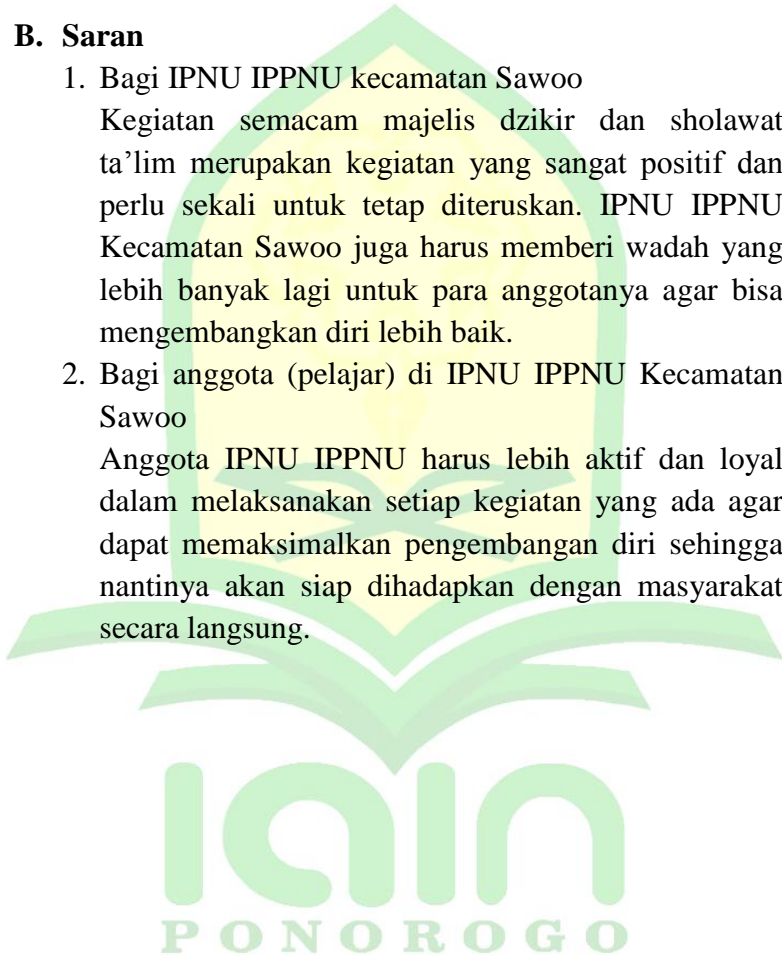 B. Saran
1. Bagi IPNU IPPNU kecamatan Sawoo
Kegiatan semacam majelis dzikir dan sholawat
ta’lim merupakan kegiatan yang sangat positif dan
perlu sekali untuk tetap diteruskan. IPNU IPPNU
Kecamatan Sawoo juga harus memberi wadah yang
lebih banyak lagi untuk para anggotanya agar bisa
mengembangkan diri lebih baik.
2. Bagi anggota (pelajar) di IPNU IPPNU Kecamatan
Sawoo
Anggota IPNU IPPNU harus lebih aktif dan loyal
dalam melaksanakan setiap kegiatan yang ada agar
dapat memaksimalkan pengembangan diri sehingga
nantinya akan siap dihadapkan dengan masyarakat
secara langsung.
IAIN
PONOROGO